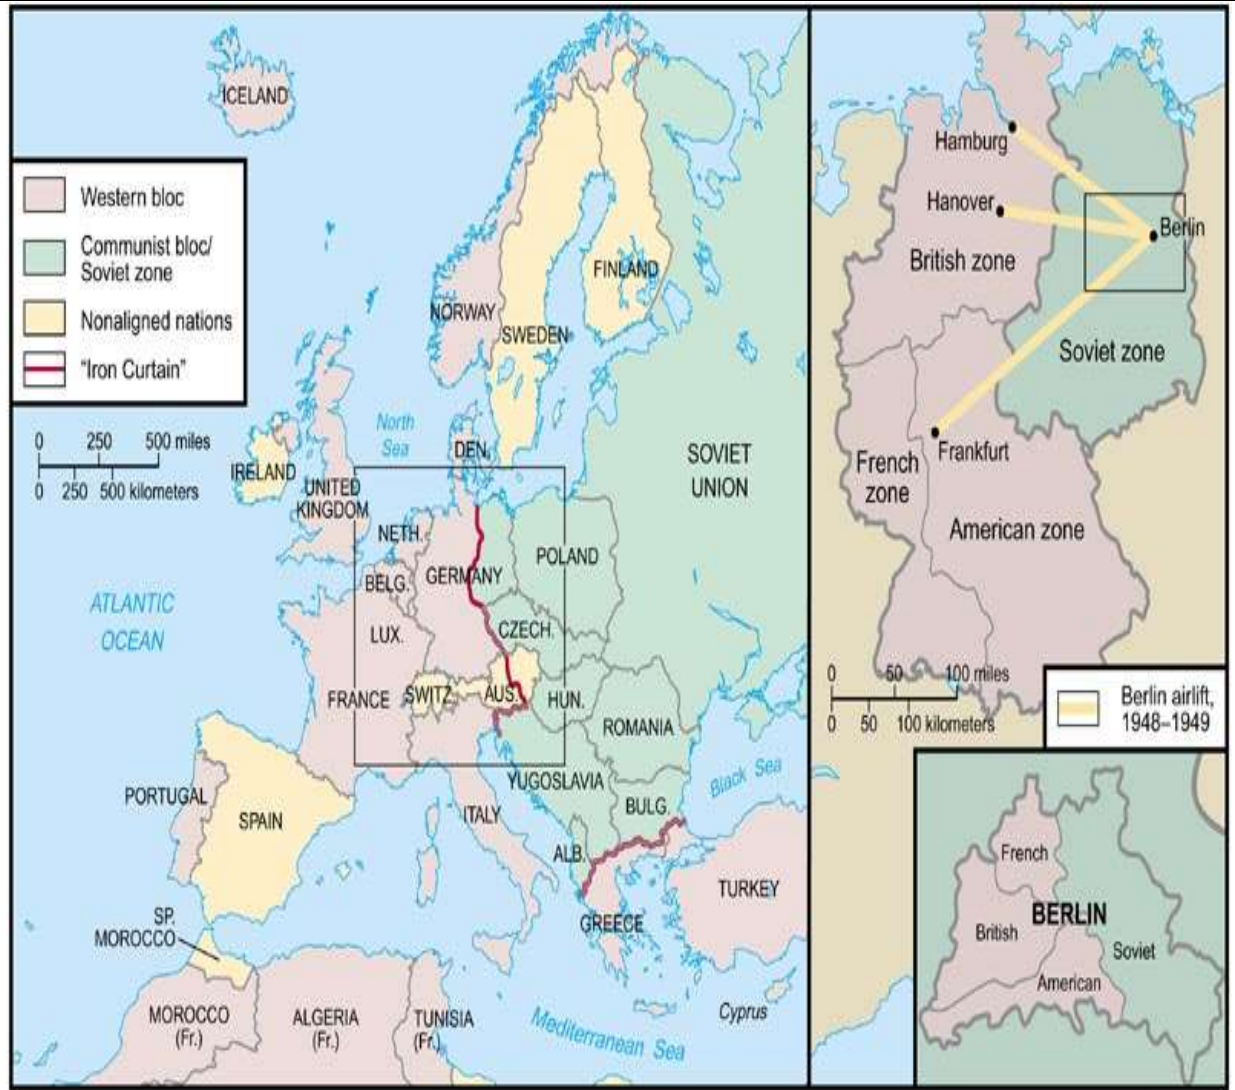 ICELAND
Western bloc
Communist bloc/
Soviet zone
Nonaligned nations
"Iron Curtain"
0 250 500 miles
0 250 500 kilometers
NORWAY
SWEDEN
FINLAND
North
Sea
DEN.
IRELAND
UNITED
KINGDOM
NETH.
BELG.
LUX.
GERMANY
POLAND
SOVIET
UNION
CZECH.
ATLANTIC
OCEAN
FRANCE
SWITZ.
AUS.
HUN.
ROMANIA
YUGOSLAVIA
BULG.
Black Sea
PORTUGAL
SPAIN
ITALY
ALB.
GREECE
TURKEY
SP.
MOROCCO
MOROCCO
(Fr.)
ALGERIA
(Fr.)
TUNISIA
(Fr.)
Mediterranean Sea
Cyprus
Hamburg
Hanover
Berlin
British zone
Soviet zone
Frankfurt
French
zone
American zone
0 50 100 miles
0 50 100 kilometers
Berlin airlift,
1948–1949
French
BERLIN
British
Soviet
American